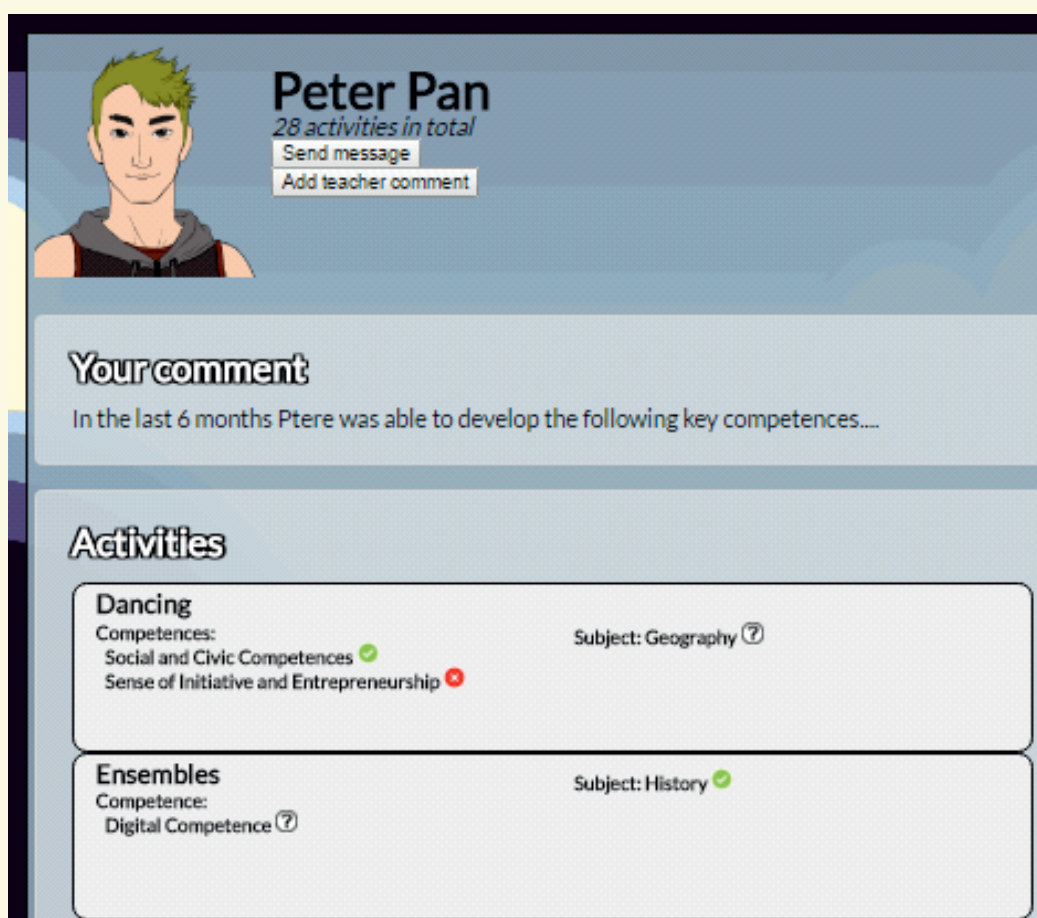 Peter Pan
28 activities in total
Send message
Add teacher comment
Your comment
In the last 6 months Ptere was able to develop the following key competences....
Activities
Dancing
Competences:
Subject: Geography ?
Social and Civic Competences
Sense of Initiative and Entrepreneurship
Ensembles
Subject: History
Competence:
Digital Competence ?